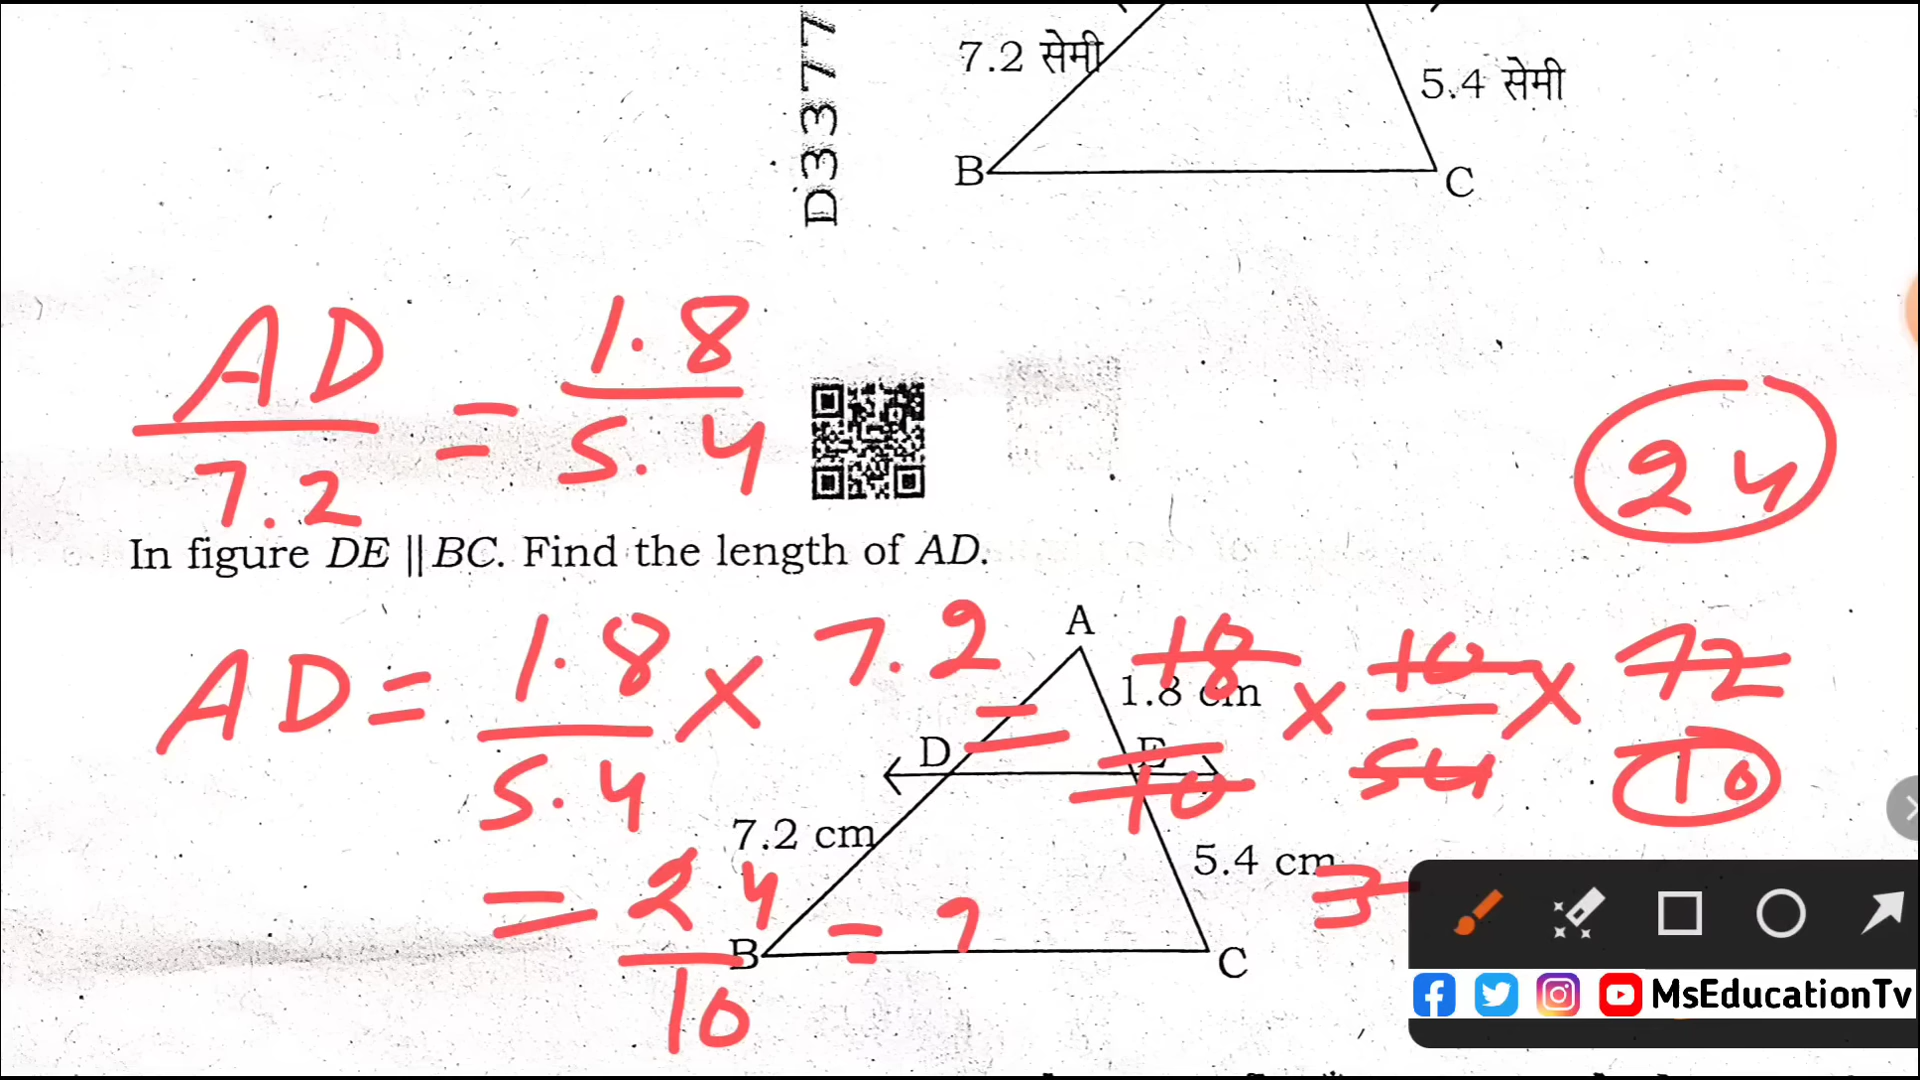 7.2 सेमी
5.4 सेमी
D3377
B
C
AD/7.2 = 1.8/5.4
24
In figure DE || BC. Find the length of AD.
A
AD = 1.8/5.4 × 7.2 = 18/10 × 10/54 × 72/10
1.8 cm
D
E
7.2 cm
5.4 cm
3
= 24/10 =
B
C
MsEducationTv